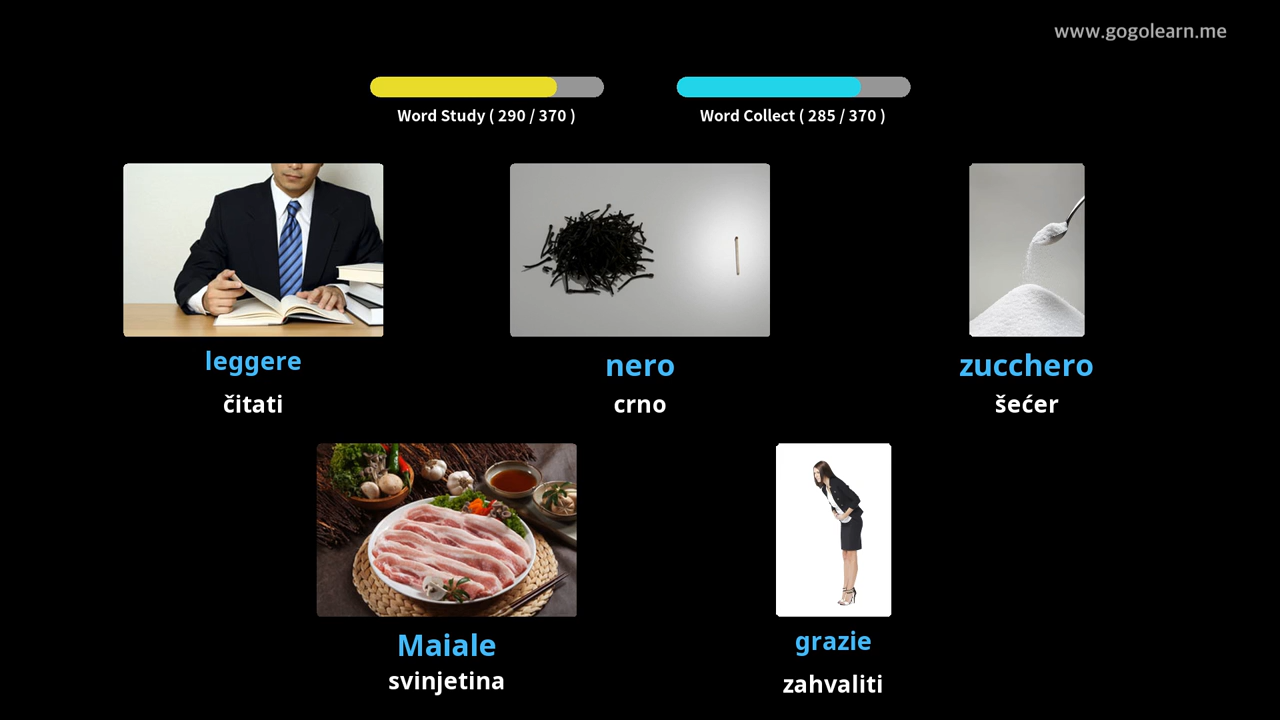 www.gogolearn.me
Word Study ( 290 / 370 )
Word Collect ( 285 / 370 )
leggere
čitati
nero
crno
zucchero
šećer
Maiale
svinjetina
grazie
zahvaliti